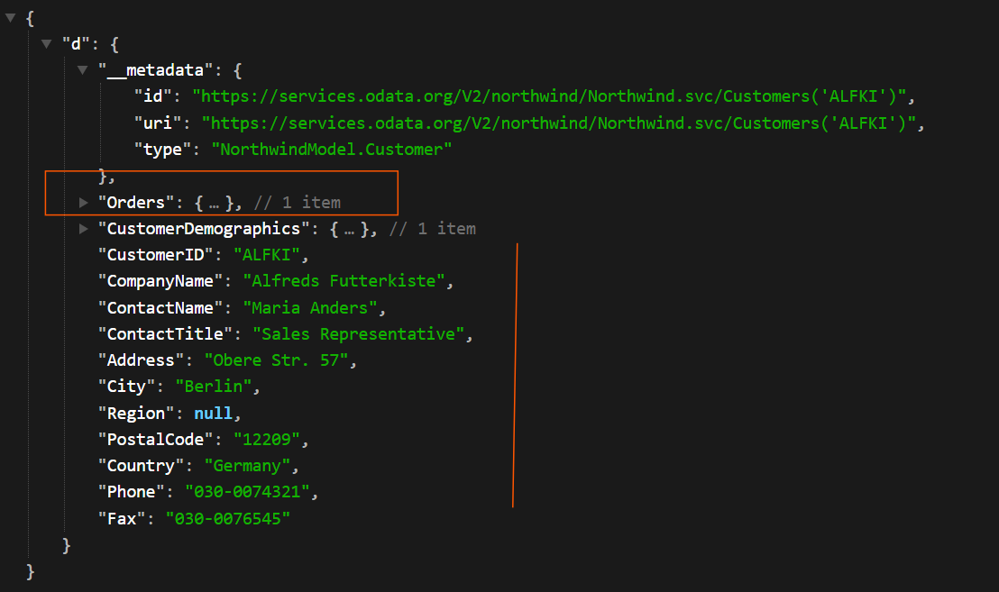 {
"d": {
"__metadata": {
"id": "https://services.odata.org/V2/northwind/Northwind.svc/Customers('ALFKI')",
"uri": "https://services.odata.org/V2/northwind/Northwind.svc/Customers('ALFKI')",
"type": "NorthwindModel.Customer"
},
"Orders": { … }, // 1 item
"CustomerDemographics": { … }, // 1 item
"CustomerID": "ALFKI",
"CompanyName": "Alfreds Futterkiste",
"ContactName": "Maria Anders",
"ContactTitle": "Sales Representative",
"Address": "Obere Str. 57",
"City": "Berlin",
"Region": null,
"PostalCode": "12209",
"Country": "Germany",
"Phone": "030-0074321",
"Fax": "030-0076545"
}
}